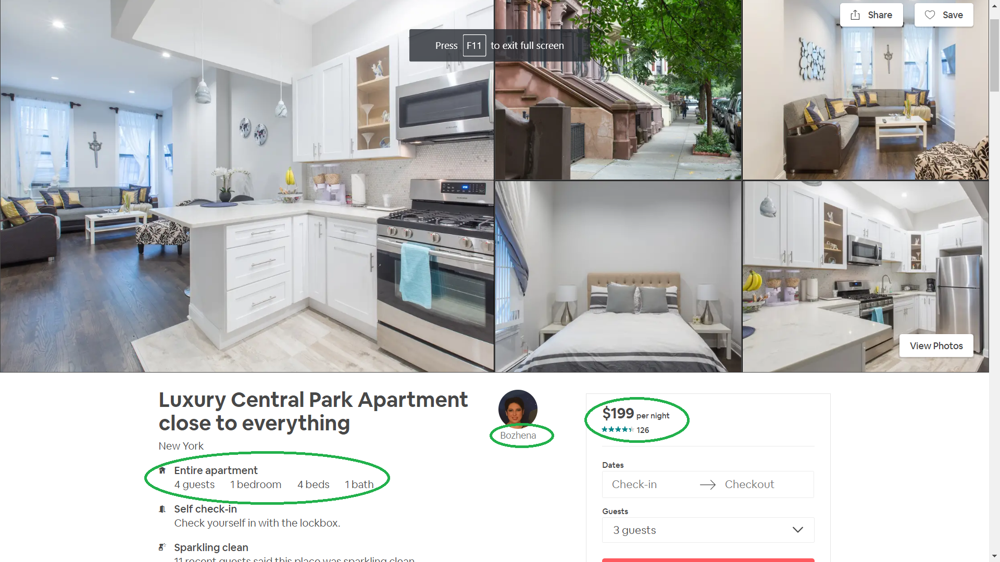 Share
Save
Press F11 to exit full screen
SAMSUNG
View Photos
Luxury Central Park Apartment
close to everything
New York
Bozhena
Entire apartment
4 guests 1 bedroom 4 beds 1 bath
Self check-in
Check yourself in with the lockbox.
Sparkling clean
11 recent guests said this place was sparkling clean.
$199 per night
126
Dates
Check-in → Checkout
Guests
3 guests